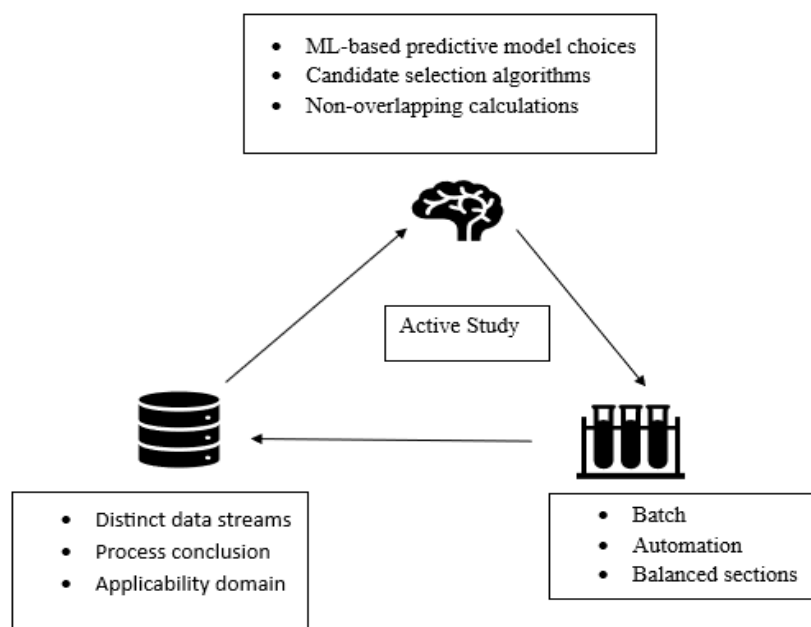 • ML-based predictive model choices
• Candidate selection algorithms
• Non-overlapping calculations
Active Study
• Distinct data streams
• Process conclusion
• Applicability domain
• Batch
• Automation
• Balanced sections